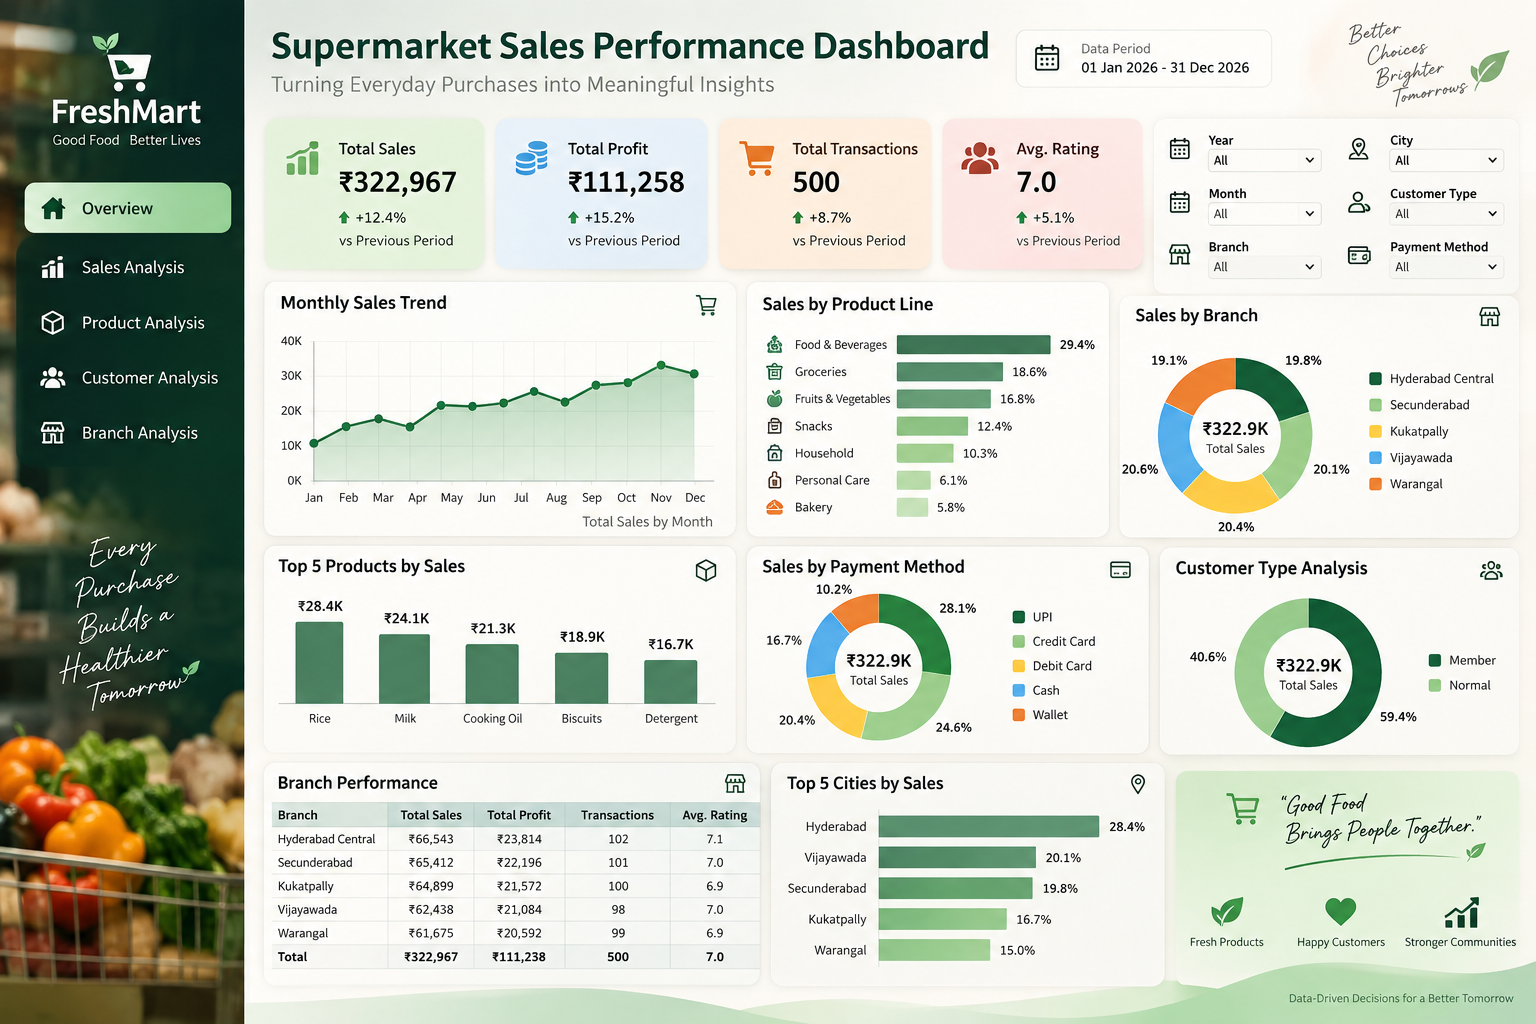 FreshMart
Good Food  Better Lives
Overview
Sales Analysis
Product Analysis
Customer Analysis
Branch Analysis
Every
Purchase
Builds a
Healthier
Tomorrow
Supermarket Sales Performance Dashboard
Turning Everyday Purchases into Meaningful Insights
Data Period
01 Jan 2026 - 31 Dec 2026
Better
Choices
Brighter
Tomorrows
Total Sales
₹322,967
+12.4%
vs Previous Period
Total Profit
₹111,258
+15.2%
vs Previous Period
Total Transactions
500
+8.7%
vs Previous Period
Avg. Rating
7.0
+5.1%
vs Previous Period
Year
All
City
All
Month
All
Customer Type
All
Branch
All
Payment Method
All
Monthly Sales Trend
40K
30K
20K
10K
0K
Jan Feb Mar Apr May Jun Jul Aug Sep Oct Nov Dec
Total Sales by Month
Sales by Product Line
Food & Beverages 29.4%
Groceries 18.6%
Fruits & Vegetables 16.8%
Snacks 12.4%
Household 10.3%
Personal Care 6.1%
Bakery 5.8%
Sales by Branch
19.1%
19.8%
20.6%
20.1%
20.4%
₹322.9K
Total Sales
Hyderabad Central
Secunderabad
Kukatpally
Vijayawada
Warangal
Top 5 Products by Sales
₹28.4K ₹24.1K ₹21.3K ₹18.9K ₹16.7K
Rice Milk Cooking Oil Biscuits Detergent
Sales by Payment Method
10.2%
28.1%
16.7%
20.4%
24.6%
₹322.9K
Total Sales
UPI
Credit Card
Debit Card
Cash
Wallet
Customer Type Analysis
40.6%
59.4%
₹322.9K
Total Sales
Member
Normal
Branch Performance
Branch Total Sales Total Profit Transactions Avg. Rating
Hyderabad Central ₹66,543 ₹23,814 102 7.1
Secunderabad ₹65,412 ₹22,196 101 7.0
Kukatpally ₹64,899 ₹21,572 100 6.9
Vijayawada ₹62,438 ₹21,084 98 7.0
Warangal ₹61,675 ₹20,592 99 6.9
Total ₹322,967 ₹111,238 500 7.0
Top 5 Cities by Sales
Hyderabad 28.4%
Vijayawada 20.1%
Secunderabad 19.8%
Kukatpally 16.7%
Warangal 15.0%
“Good Food
Brings People Together.”
Fresh Products
Happy Customers
Stronger Communities
Data-Driven Decisions for a Better Tomorrow